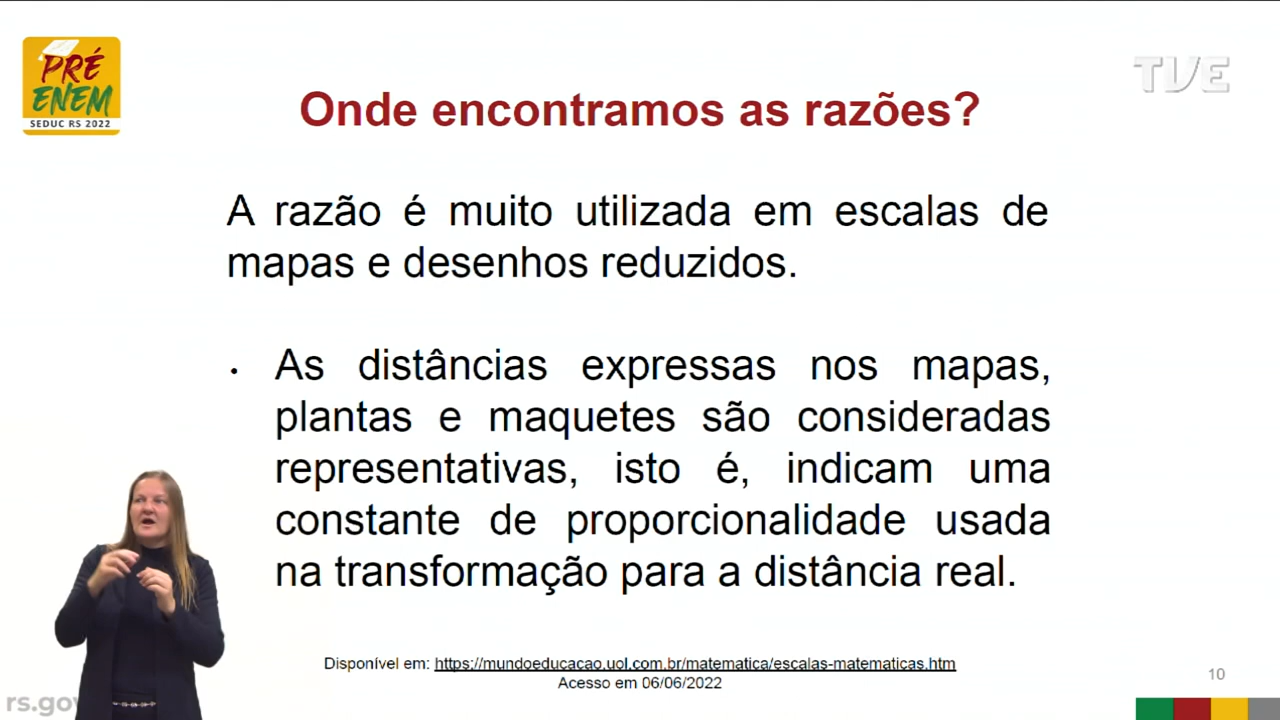 PRÉ
ENEM
SEDUC RS 2022
TVE
Onde encontramos as razões?
A razão é muito utilizada em escalas de
mapas e desenhos reduzidos.
• As distâncias expressas nos mapas,
plantas e maquetes são consideradas
representativas, isto é, indicam uma
constante de proporcionalidade usada
na transformação para a distância real.
Disponível em: https://mundoeducacao.uol.com.br/matematica/escalas-matematicas.htm
Acesso em 06/06/2022
10
rs.gov